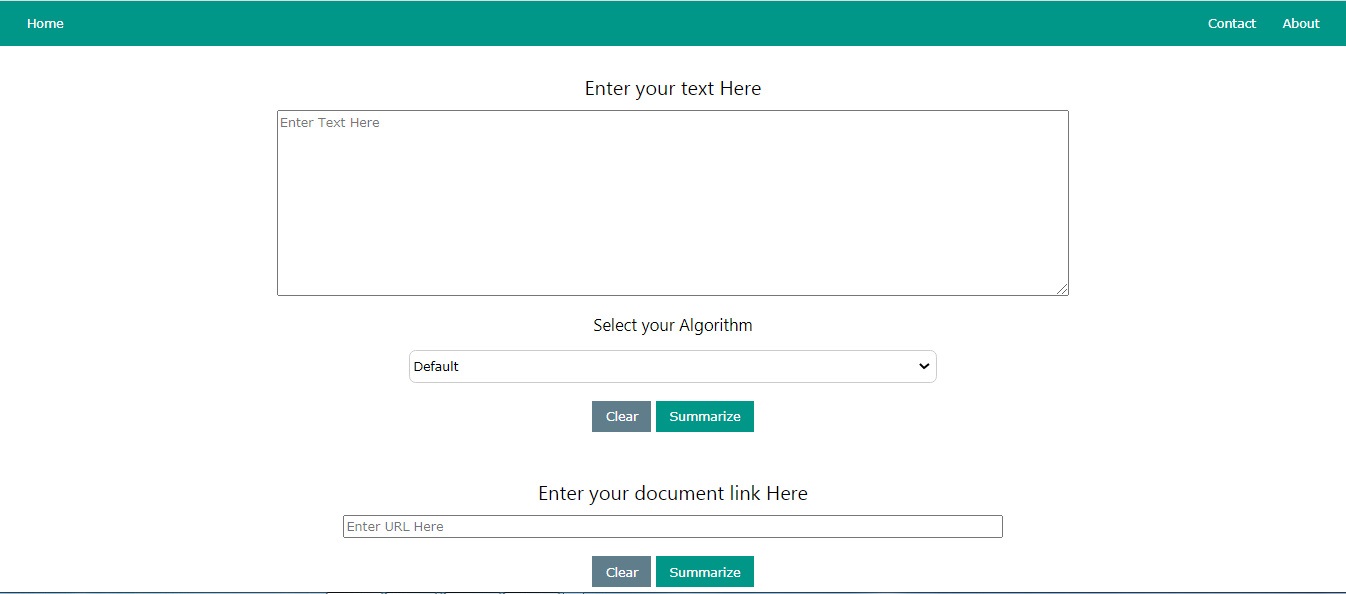 Home Contact About
Enter your text Here
Enter Text Here
Select your Algorithm
Default
Clear Summarize
Enter your document link Here
Enter URL Here
Clear Summarize